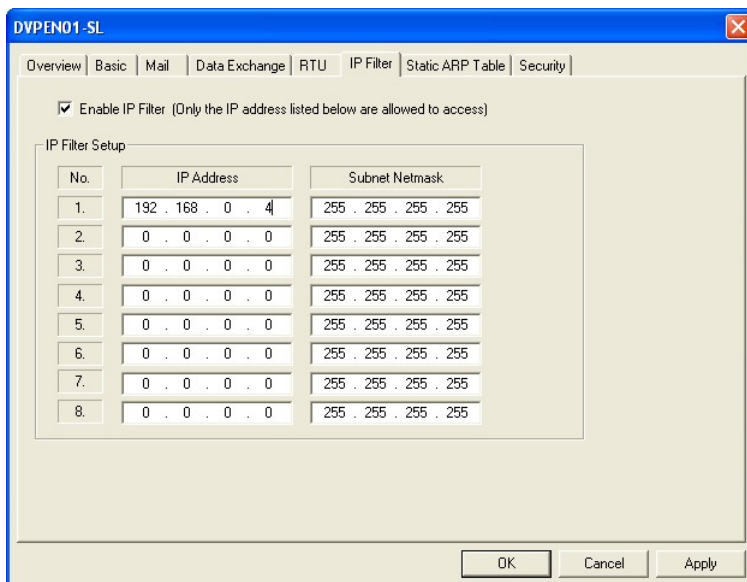 DVPEN01-SL
Overview Basic Mail Data Exchange RTU IP Filter Static ARP Table Security
Enable IP Filter (Only the IP address listed below are allowed to access)
IP Filter Setup
No. IP Address Subnet Netmask
1. 192 . 168 . 0 . 4 255 . 255 . 255 . 255
2. 0 . 0 . 0 . 0 255 . 255 . 255 . 255
3. 0 . 0 . 0 . 0 255 . 255 . 255 . 255
4. 0 . 0 . 0 . 0 255 . 255 . 255 . 255
5. 0 . 0 . 0 . 0 255 . 255 . 255 . 255
6. 0 . 0 . 0 . 0 255 . 255 . 255 . 255
7. 0 . 0 . 0 . 0 255 . 255 . 255 . 255
8. 0 . 0 . 0 . 0 255 . 255 . 255 . 255
OK Cancel Apply